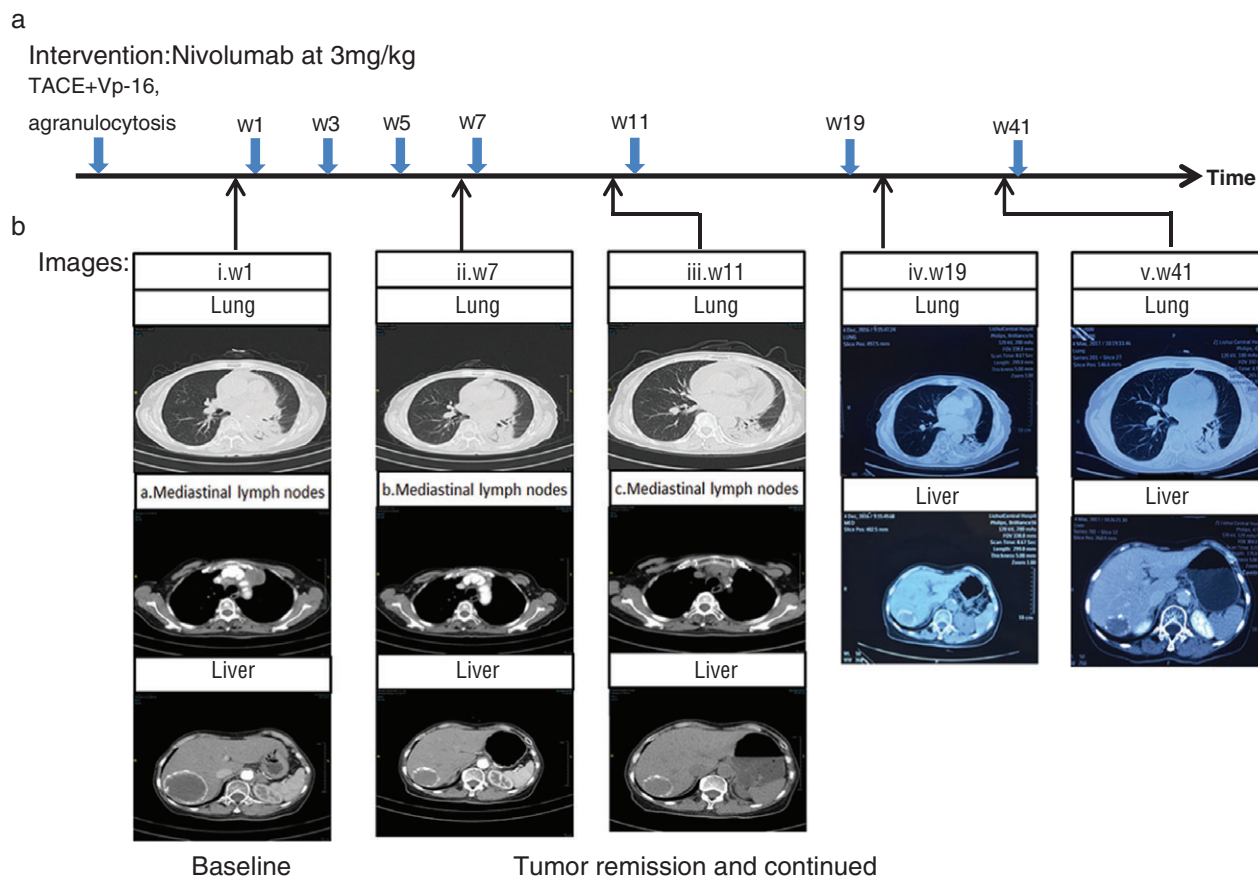 a
Intervention:Nivolumab at 3mg/kg
TACE+Vp-16,
agranulocytosis
w1
w3
w5
w7
w11
w19
w41
Time
b
Images:
i.w1
ii.w7
iii.w11
iv.w19
v.w41
Lung
Lung
Lung
Lung
Lung
a.Mediastinal lymph nodes
b.Mediastinal lymph nodes
c.Mediastinal lymph nodes
Liver
Liver
Liver
Liver
Liver
Baseline
Tumor remission and continued